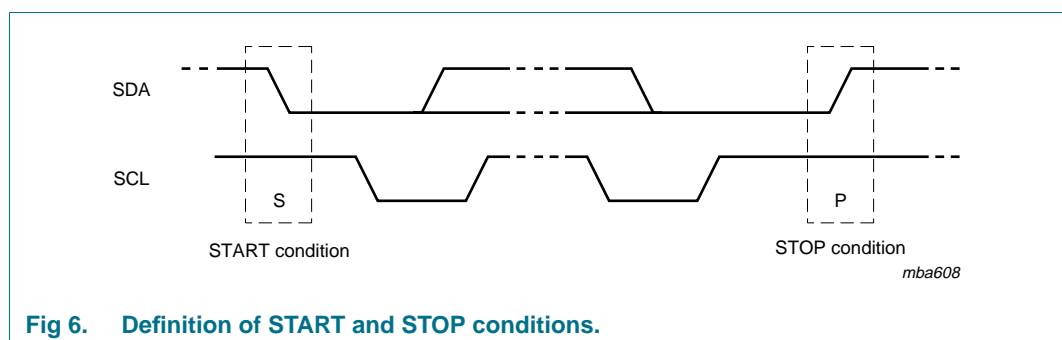 SDA
SCL
S
P
START condition
STOP condition
mba608
Fig 6. Definition of START and STOP conditions.